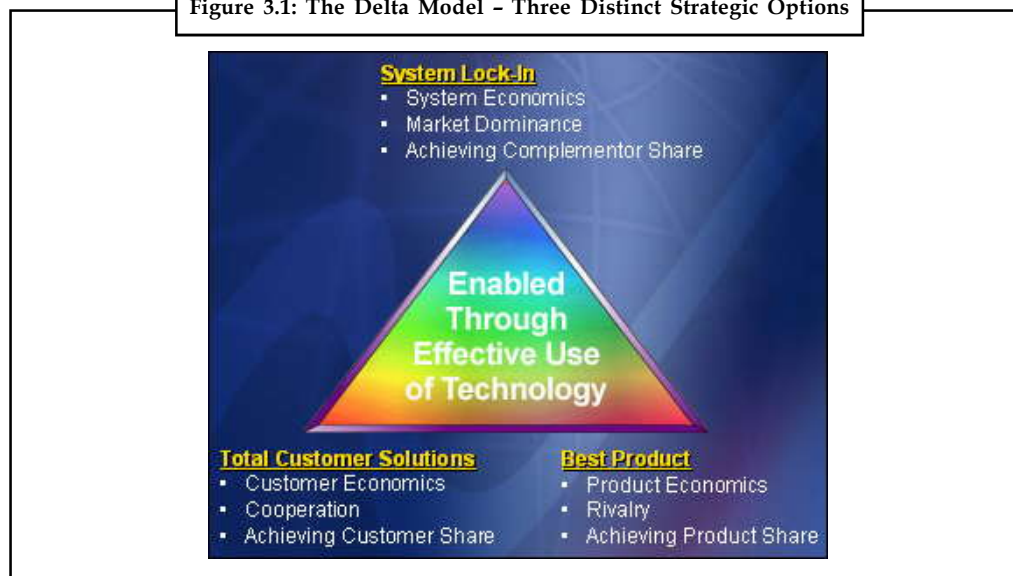 Figure 3.1: The Delta Model – Three Distinct Strategic Options
System Lock-In
▪ System Economics
▪ Market Dominance
▪ Achieving Complementor Share
Enabled
Through
Effective Use
of Technology
Total Customer Solutions
▪ Customer Economics
▪ Cooperation
▪ Achieving Customer Share
Best Product
▪ Product Economics
▪ Rivalry
▪ Achieving Product Share